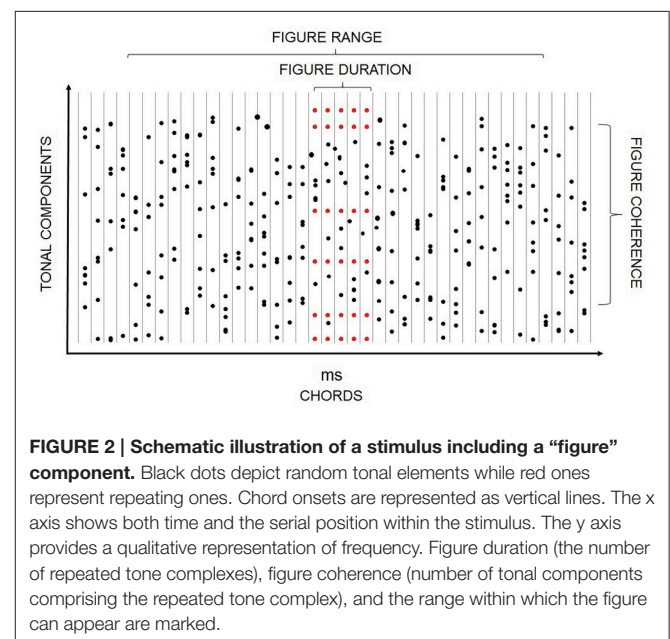 FIGURE RANGE
FIGURE DURATION
TONAL COMPONENTS
FIGURE COHERENCE
ms
CHORDS
FIGURE 2 | Schematic illustration of a stimulus including a “figure”
component. Black dots depict random tonal elements while red ones
represent repeating ones. Chord onsets are represented as vertical lines. The x
axis shows both time and the serial position within the stimulus. The y axis
provides a qualitative representation of frequency. Figure duration (the number
of repeated tone complexes), figure coherence (number of tonal components
comprising the repeated tone complex), and the range within which the figure
can appear are marked.